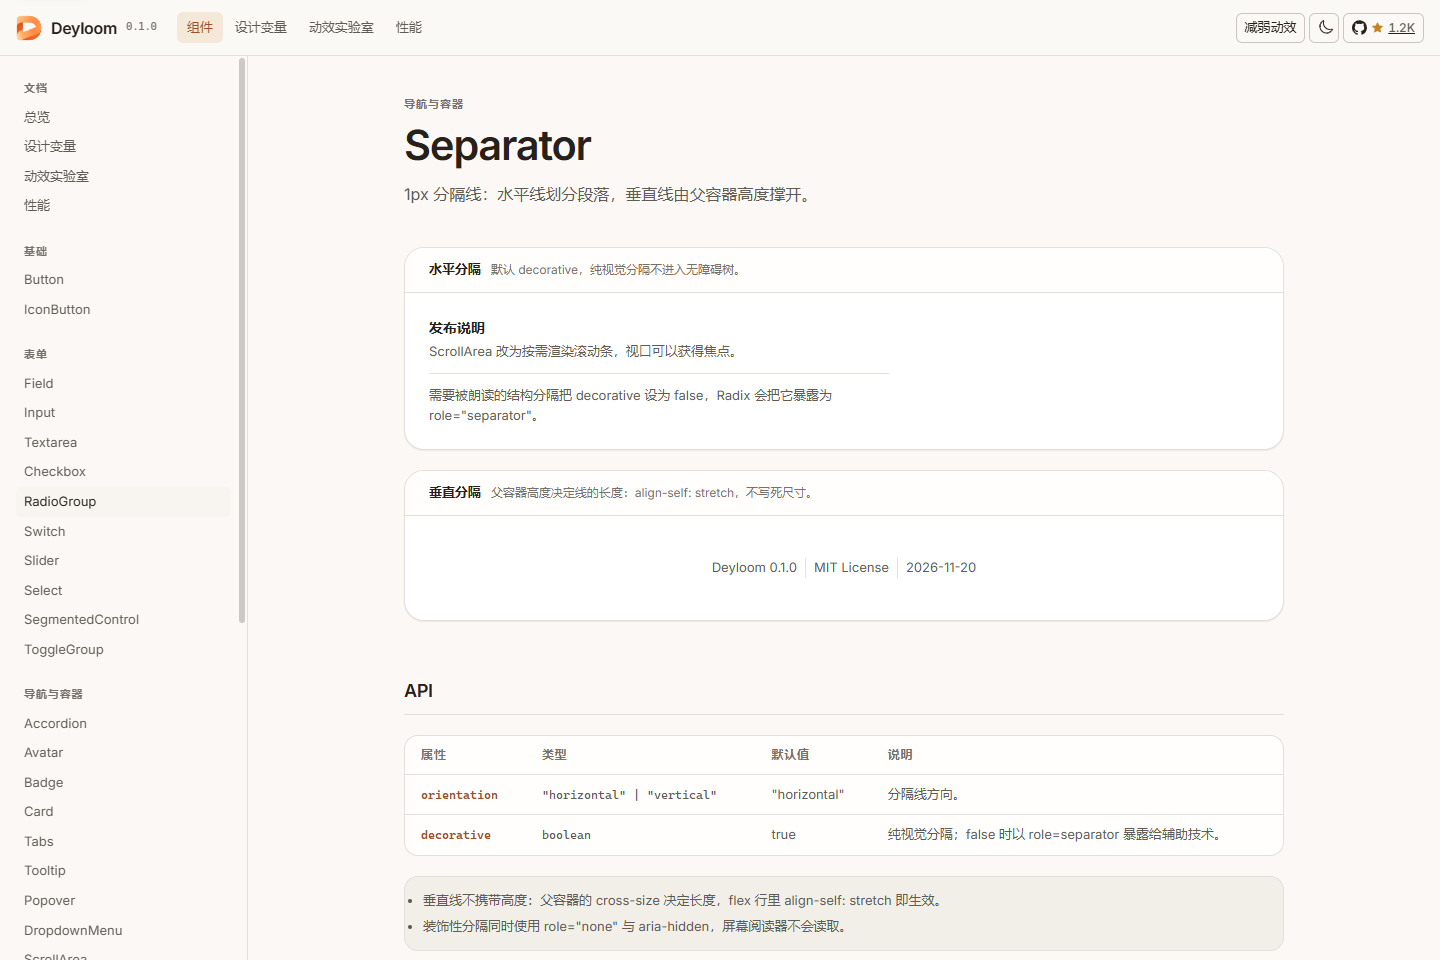 Deyloom 0.1.0 组件 设计变量 动效实验室 性能 减弱动效 1.2K
文档
总览
设计变量
动效实验室
性能
基础
Button
IconButton
表单
Field
Input
Textarea
Checkbox
RadioGroup
Switch
Slider
Select
SegmentedControl
ToggleGroup
导航与容器
Accordion
Avatar
Badge
Card
Tabs
Tooltip
Popover
DropdownMenu
ScrollArea
导航与容器
Separator
1px 分隔线：水平线划分段落，垂直线由父容器高度撑开。
水平分隔 默认 decorative，纯视觉分隔不进入无障碍树。
发布说明
ScrollArea 改为按需渲染滚动条，视口可以获得焦点。
需要被朗读的结构分隔把 decorative 设为 false，Radix 会把它暴露为
role="separator"。
垂直分隔 父容器高度决定线的长度：align-self: stretch，不写死尺寸。
Deyloom 0.1.0 MIT License 2026-11-20
API
属性 类型 默认值 说明
orientation "horizontal" | "vertical" "horizontal" 分隔线方向。
decorative boolean true 纯视觉分隔；false 时以 role=separator 暴露给辅助技术。
• 垂直线不携带高度：父容器的 cross-size 决定长度，flex 行里 align-self: stretch 即生效。
• 装饰性分隔同时使用 role="none" 与 aria-hidden，屏幕阅读器不会读取。